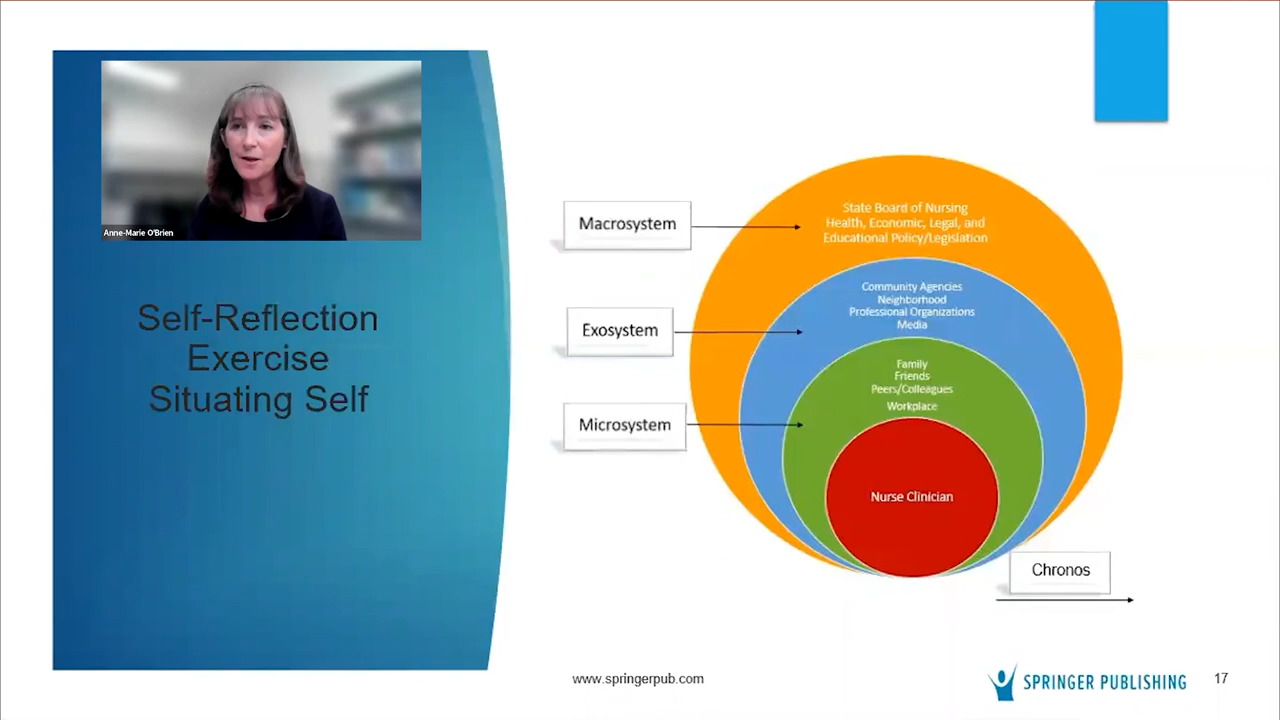 Anne-Marie O'Brien
Self-Reflection
Exercise
Situating Self
Macrosystem
State Board of Nursing
Health, Economic, Legal, and
Educational Policy/Legislation
Exosystem
Community Agencies
Neighborhood
Professional Organizations
Media
Microsystem
Family
Friends
Peers/Colleagues
Workplace
Nurse Clinician
Chronos
www.springerpub.com
SPRINGER PUBLISHING
17